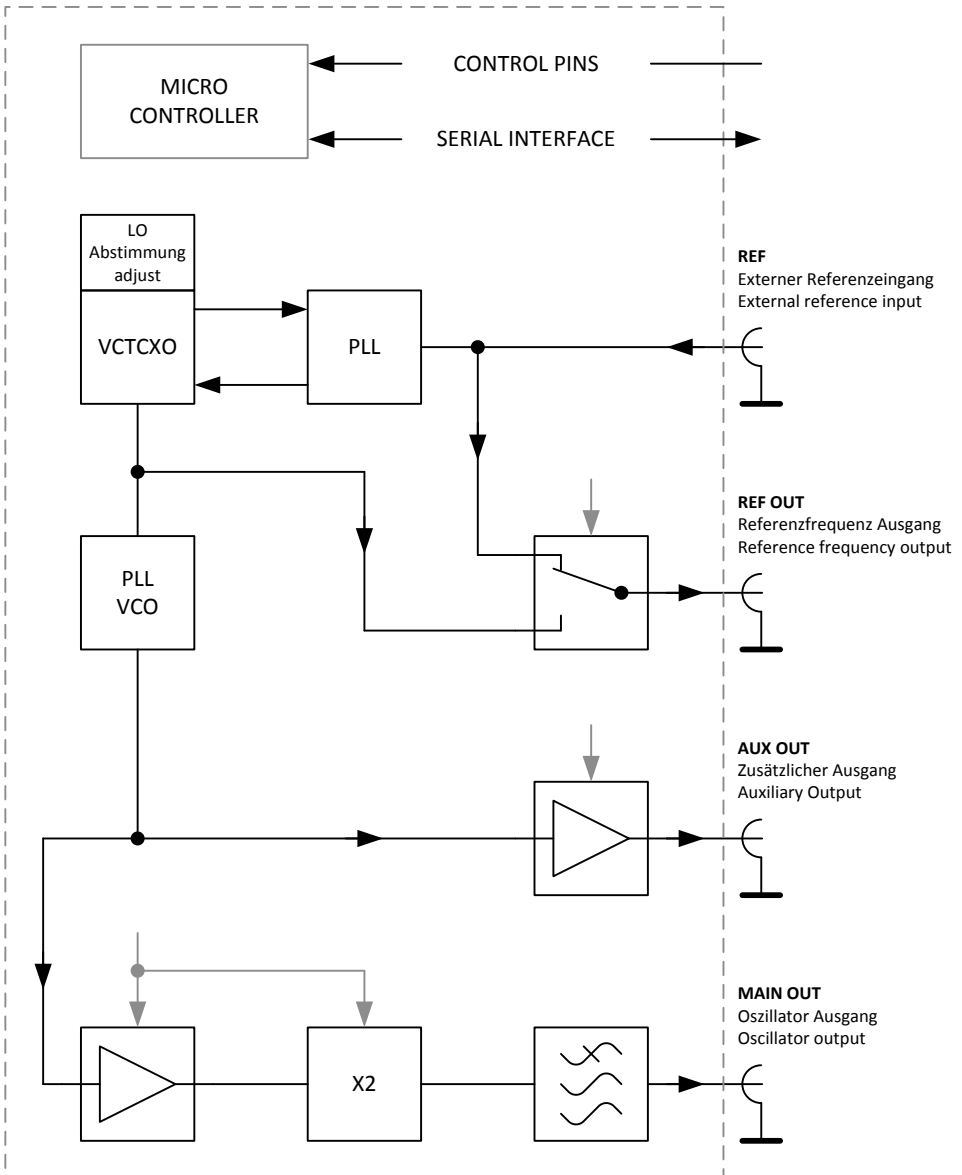 MICRO
CONTROLLER
CONTROL PINS
SERIAL INTERFACE
LO
Abstimmung
adjust
VCTCXO
PLL
REF
Externer Referenzeingang
External reference input
REF OUT
Referenzfrequenz Ausgang
Reference frequency output
PLL
VCO
AUX OUT
Zusätzlicher Ausgang
Auxiliary Output
MAIN OUT
Oszillator Ausgang
Oscillator output
X2